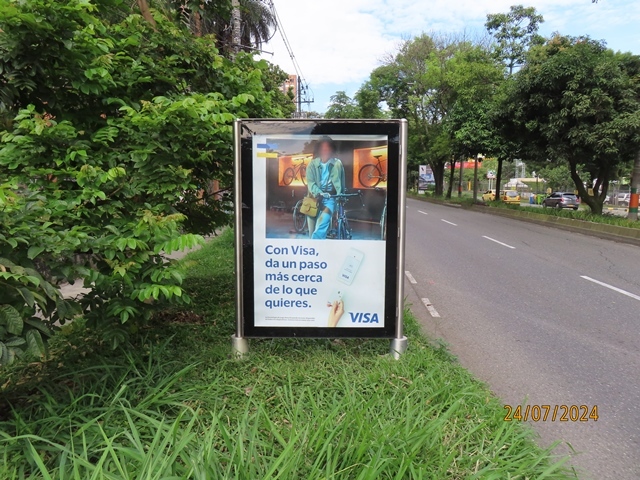 Con Visa,
da un paso
más cerca
de lo que
quieres.
VISA
24/07/2024